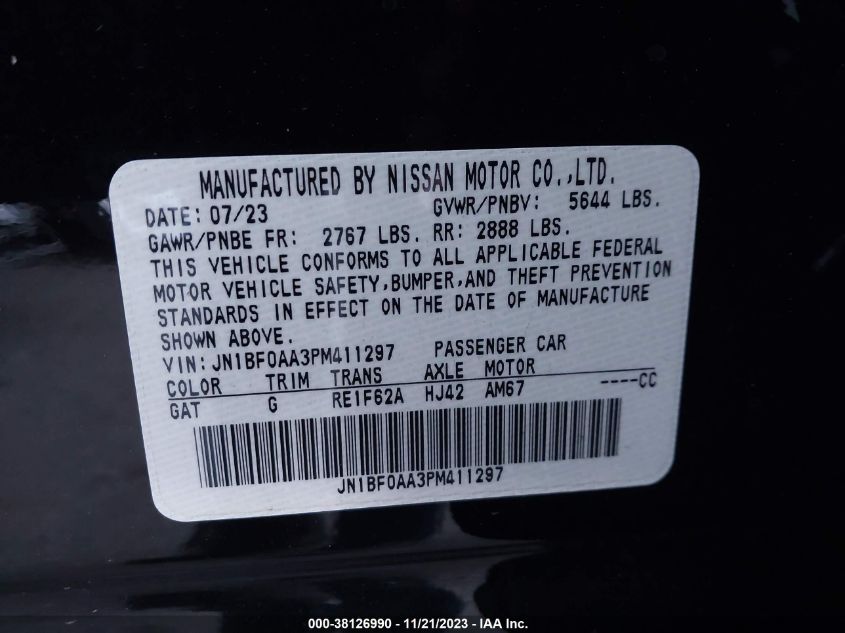 MANUFACTURED BY NISSAN MOTOR CO.,LTD.
DATE: 07/23 GVWR/PNBV: 5644 LBS.
GAWR/PNBE FR: 2767 LBS. RR: 2888 LBS.
THIS VEHICLE CONFORMS TO ALL APPLICABLE FEDERAL
MOTOR VEHICLE SAFETY,BUMPER,AND THEFT PREVENTION
STANDARDS IN EFFECT ON THE DATE OF MANUFACTURE
SHOWN ABOVE.
VIN:JN1BF0AA3PM411297 PASSENGER CAR
COLOR TRIM TRANS AXLE MOTOR
GAT G RE1F62A HJ42 AM67 ----CC
JN1BF0AA3PM411297
000-38126990 - 11/21/2023 - IAA Inc.